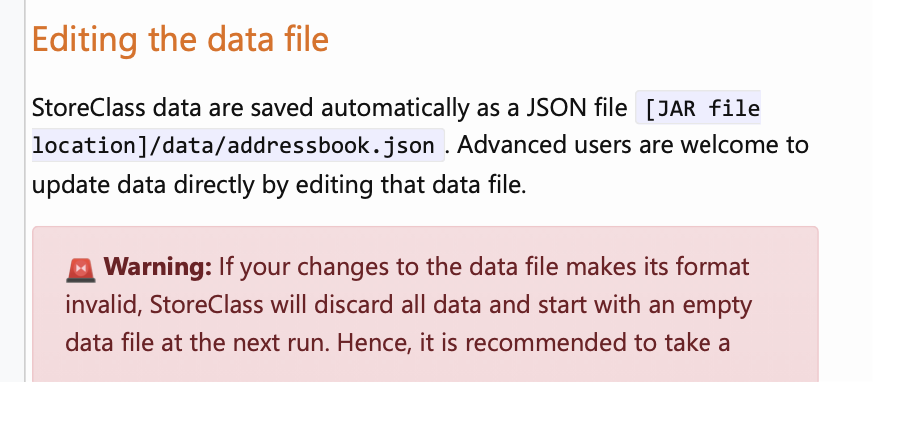 Editing the data file
StoreClass data are saved automatically as a JSON file [JAR file
location]/data/addressbook.json . Advanced users are welcome to
update data directly by editing that data file.
🚨 Warning: If your changes to the data file makes its format
invalid, StoreClass will discard all data and start with an empty
data file at the next run. Hence, it is recommended to take a